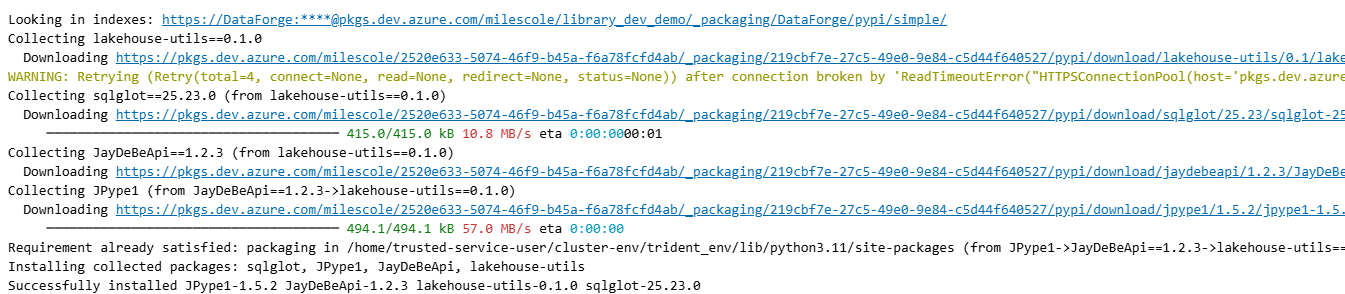 Looking in indexes: https://DataForge:****@pkgs.dev.azure.com/milescole/library_dev_demo/_packaging/DataForge/pypi/simple/
Collecting lakehouse-utils==0.1.0
Downloading https://pkgs.dev.azure.com/milescole/2520e633-5074-46f9-b45a-f6a78fcfd4ab/_packaging/219cbf7e-27c5-49e0-9e84-c5d44f640527/pypi/download/lakehouse-utils/0.1/lake
WARNING: Retrying (Retry(total=4, connect=None, read=None, redirect=None, status=None)) after connection broken by 'ReadTimeoutError("HTTPSConnectionPool(host='pkgs.dev.azure
Collecting sqlglot==25.23.0 (from lakehouse-utils==0.1.0)
Downloading https://pkgs.dev.azure.com/milescole/2520e633-5074-46f9-b45a-f6a78fcfd4ab/_packaging/219cbf7e-27c5-49e0-9e84-c5d44f640527/pypi/download/sqlglot/25.23/sqlglot-25
415.0/415.0 kB 10.8 MB/s eta 0:00:0000:01
Collecting JayDeBeApi==1.2.3 (from lakehouse-utils==0.1.0)
Downloading https://pkgs.dev.azure.com/milescole/2520e633-5074-46f9-b45a-f6a78fcfd4ab/_packaging/219cbf7e-27c5-49e0-9e84-c5d44f640527/pypi/download/jaydebeapi/1.2.3/JayDeBe
Collecting JPype1 (from JayDeBeApi==1.2.3->lakehouse-utils==0.1.0)
Downloading https://pkgs.dev.azure.com/milescole/2520e633-5074-46f9-b45a-f6a78fcfd4ab/_packaging/219cbf7e-27c5-49e0-9e84-c5d44f640527/pypi/download/jpype1/1.5.2/jpype1-1.5.
494.1/494.1 kB 57.0 MB/s eta 0:00:00
Requirement already satisfied: packaging in /home/trusted-service-user/cluster-env/trident_env/lib/python3.11/site-packages (from JPype1->JayDeBeApi==1.2.3->lakehouse-utils==
Installing collected packages: sqlglot, JPype1, JayDeBeApi, lakehouse-utils
Successfully installed JPype1-1.5.2 JayDeBeApi-1.2.3 lakehouse-utils-0.1.0 sqlglot-25.23.0